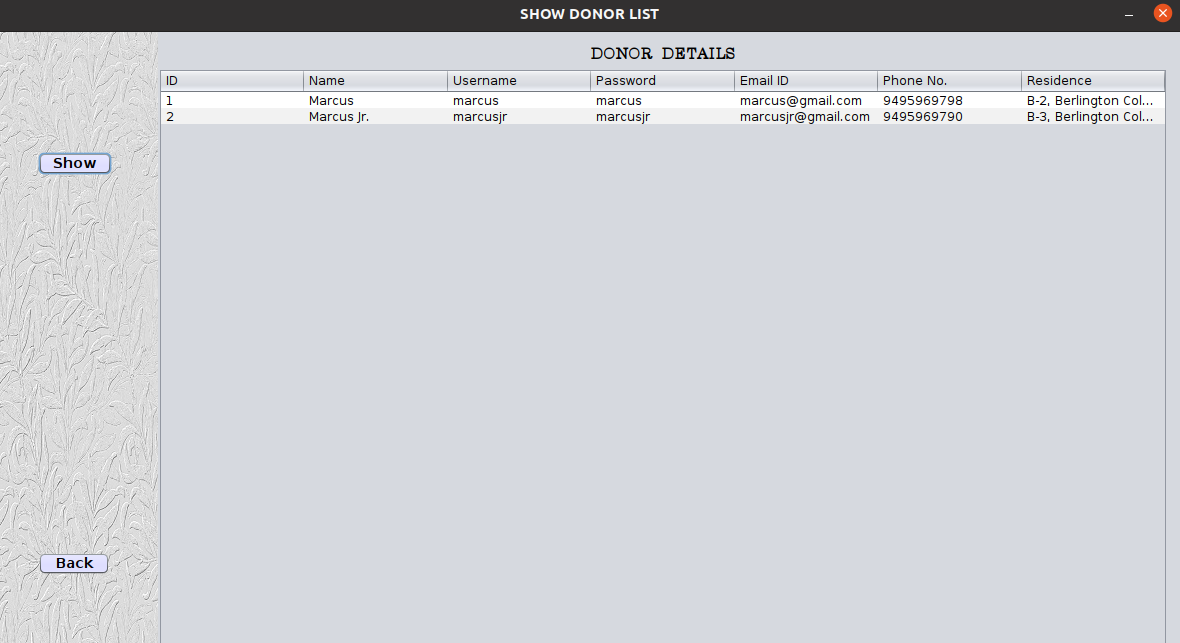 SHOW DONOR LIST
DONOR DETAILS
ID Name Username Password Email ID Phone No. Residence
1 Marcus marcus marcus marcus@gmail.com 9495969798 B-2, Berlington Col...
2 Marcus Jr. marcusjr marcusjr marcusjr@gmail.com 9495969790 B-3, Berlington Col...
Show
Back